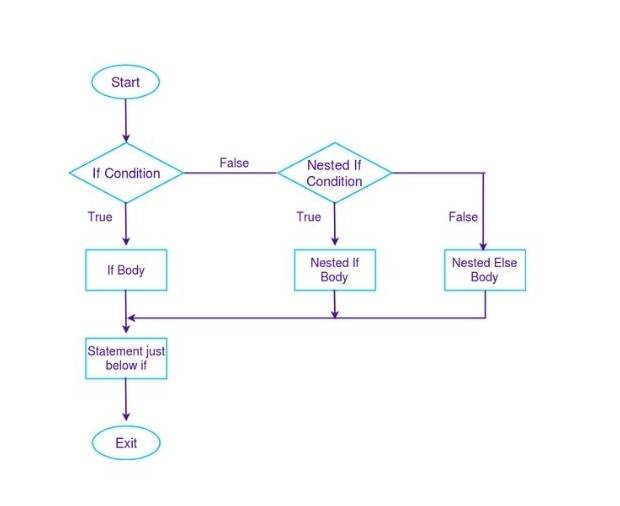 Start
If Condition
False
Nested If
Condition
True
True
False
If Body
Nested If
Body
Nested Else
Body
Statement just
below if
Exit